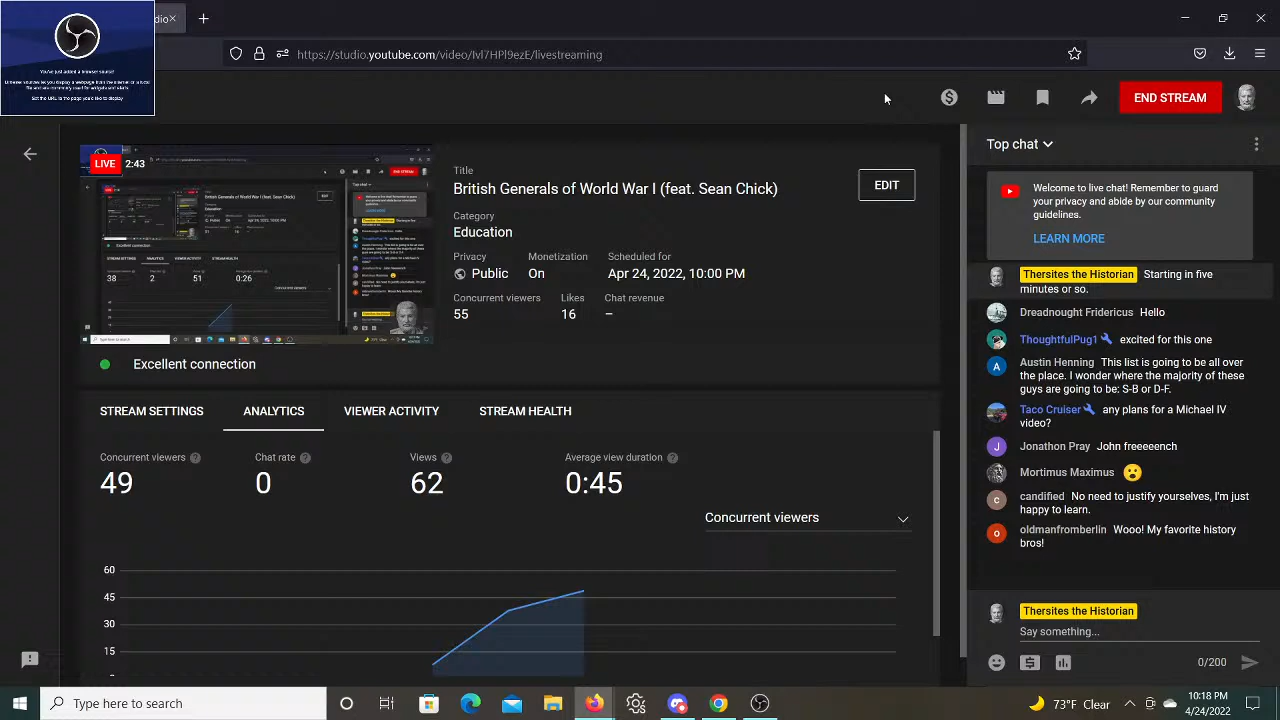 You've just added a browser source!
dio
https://studio.youtube.com/video/
/livestreaming
END STREAM
LIVE 2:43
Title
British Generals of World War I (feat. Sean Chick)
EDIT
Category
Education
Public
On
Scheduled for
Apr 24, 2022, 10:00 PM
Concurrent viewers
Likes
Chat revenue
53
16
–
Excellent connection
STREAM SETTINGS
ANALYTICS
VIEWER ACTIVITY
STREAM HEALTH
Concurrent viewers
Chat rate
Views
Average view duration
49
0
62
0:45
Concurrent viewers
60
45
30
15
Top chat
chat! Remember to guard
your privacy and abide by our community
LEARN MORE
Thersites the Historian Starting in five
minutes or so.
Dreadnought Fridericus Hello
ThoughtfulPug1 excited for this one
Austin Henning This list is going to be all over
the place. I wonder where the majority of these
guys are going to be: S-B or D-F.
Taco Cruiser any plans for a Michael IV
video?
Jonathon Pray John freeeeench
Mortimus Maximus
candified No need to justify yourselves, I'm just
happy to learn.
oldmanfromberlin Wooo! My favorite history
bros!
Thersites the Historian
Say something...
0/200
Type here to search
73°F Clear
10:18 PM
4/24/2022